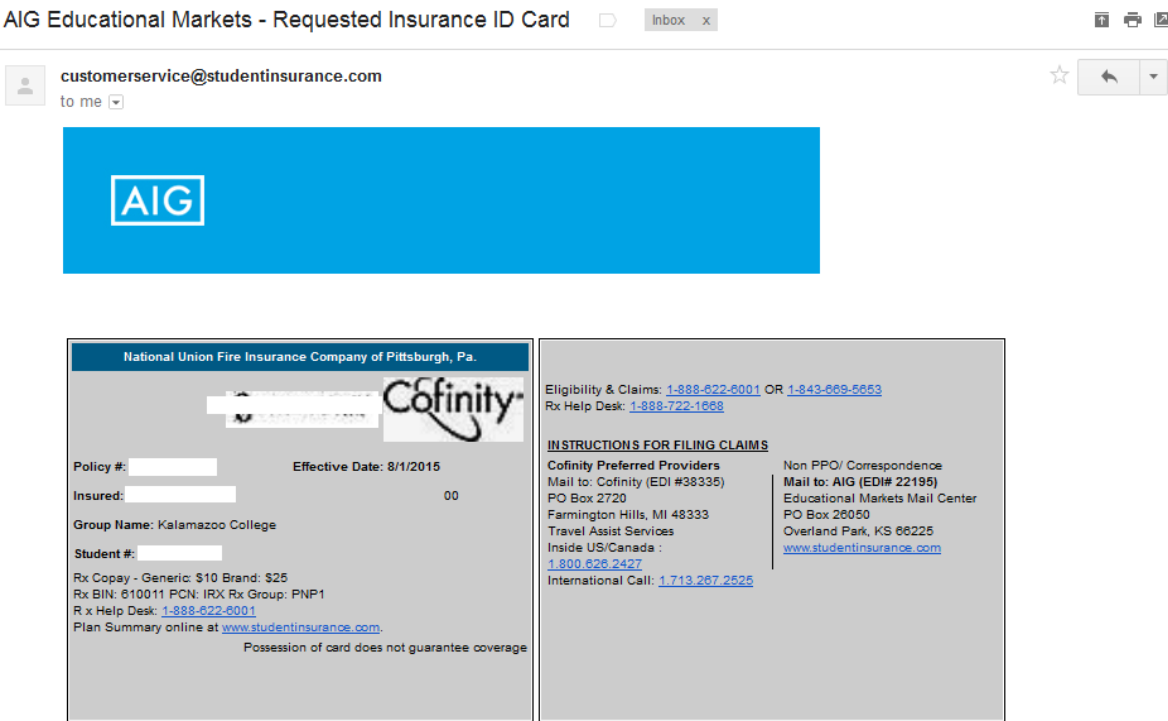 AIG Educational Markets - Requested Insurance ID Card
Inbox x
customerservice@studentinsurance.com
to me
AIG
National Union Fire Insurance Company of Pittsburgh, Pa.
Cofinity
Policy #:
Effective Date: 8/1/2015
Insured:
00
Group Name: Kalamazoo College
Student #:
Rx Copay - Generic: $10 Brand: $25
Rx BIN: 610011 PCN: IRX Rx Group: PNP1
R x Help Desk: 1-888-622-6001
Plan Summary online at www.studentinsurance.com.
Possession of card does not guarantee coverage
Eligibility & Claims: 1-888-622-6001 OR 1-843-669-5653
Rx Help Desk: 1-888-722-1668
INSTRUCTIONS FOR FILING CLAIMS
Cofinity Preferred Providers
Mail to: Cofinity (EDI #38335)
PO Box 2720
Farmington Hills, MI 48333
Travel Assist Services
Inside US/Canada :
1.800.626.2427
International Call: 1.713.267.2525
Non PPO/ Correspondence
Mail to: AIG (EDI# 22195)
Educational Markets Mail Center
PO Box 26050
Overland Park, KS 66225
www.studentinsurance.com